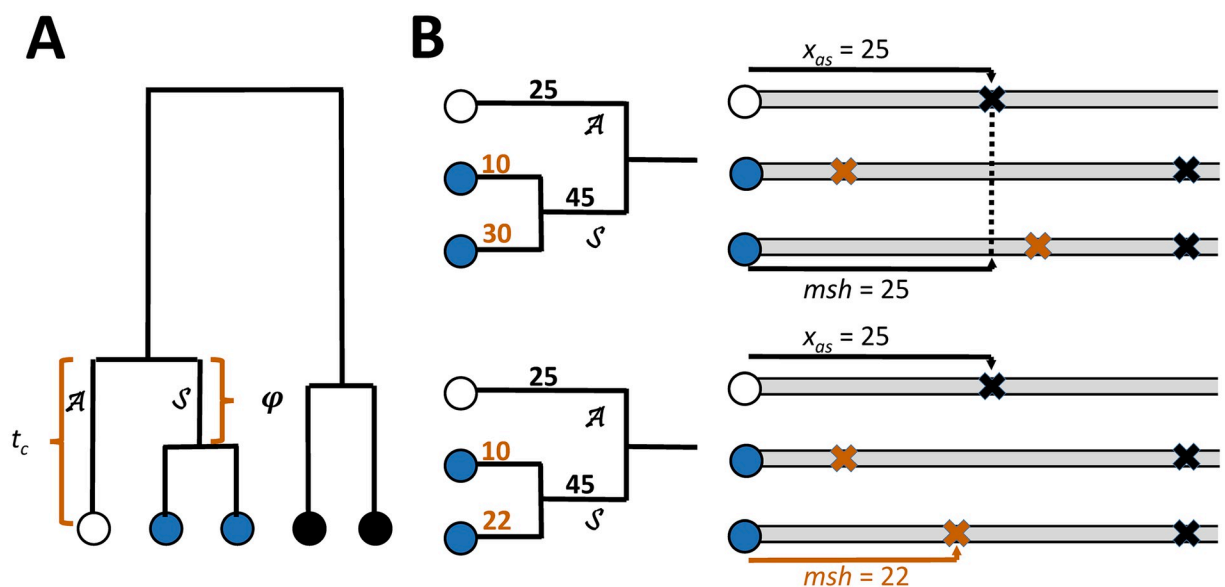 A
B
𝒜
𝒮
φ
t_c
x_as = 25
25
𝒜
10
45
30
𝒮
msh = 25
x_as = 25
25
𝒜
10
45
22
𝒮
msh = 22